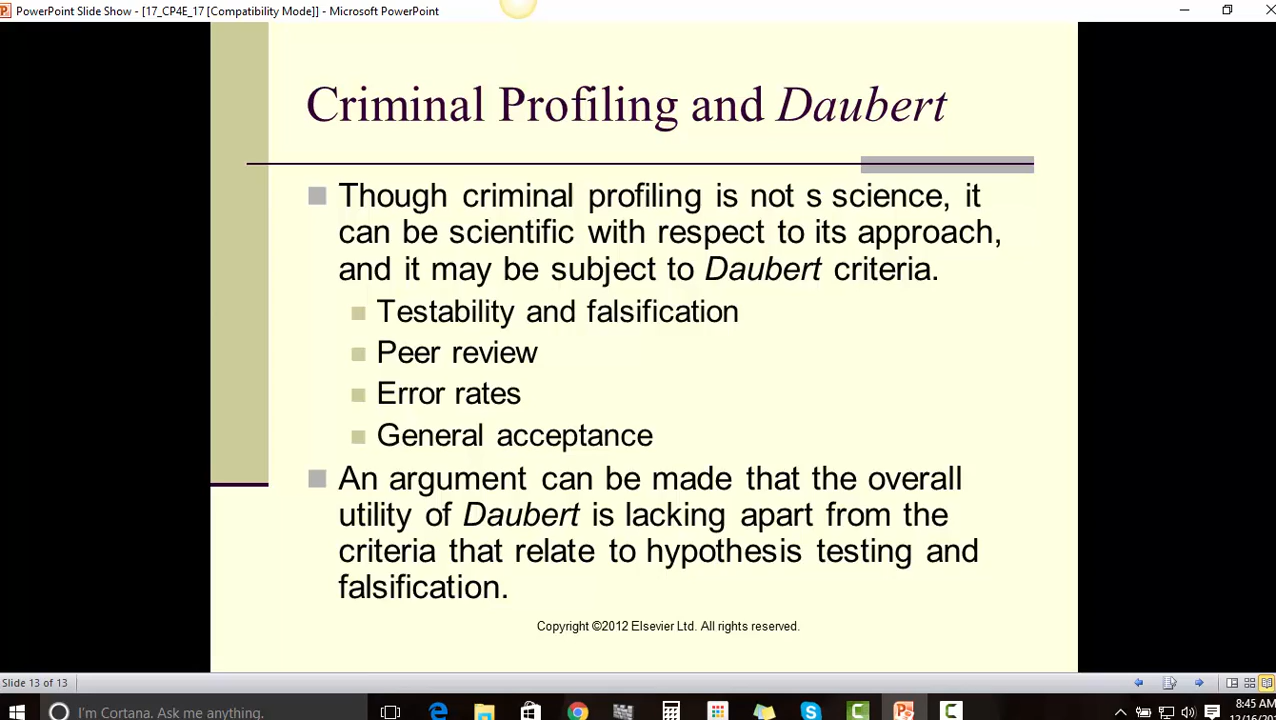 PowerPoint Slide Show - [17_CP4E_17 [Compatibility Mode]] - Microsoft PowerPoint
Criminal Profiling and Daubert
Though criminal profiling is not s science, it
can be scientific with respect to its approach,
and it may be subject to Daubert criteria.
Testability and falsification
Peer review
Error rates
General acceptance
An argument can be made that the overall
utility of Daubert is lacking apart from the
criteria that relate to hypothesis testing and
falsification.
Copyright ©2012 Elsevier Ltd. All rights reserved.
Slide 13 of 13
I'm Cortana. Ask me anything.
8:45 AM